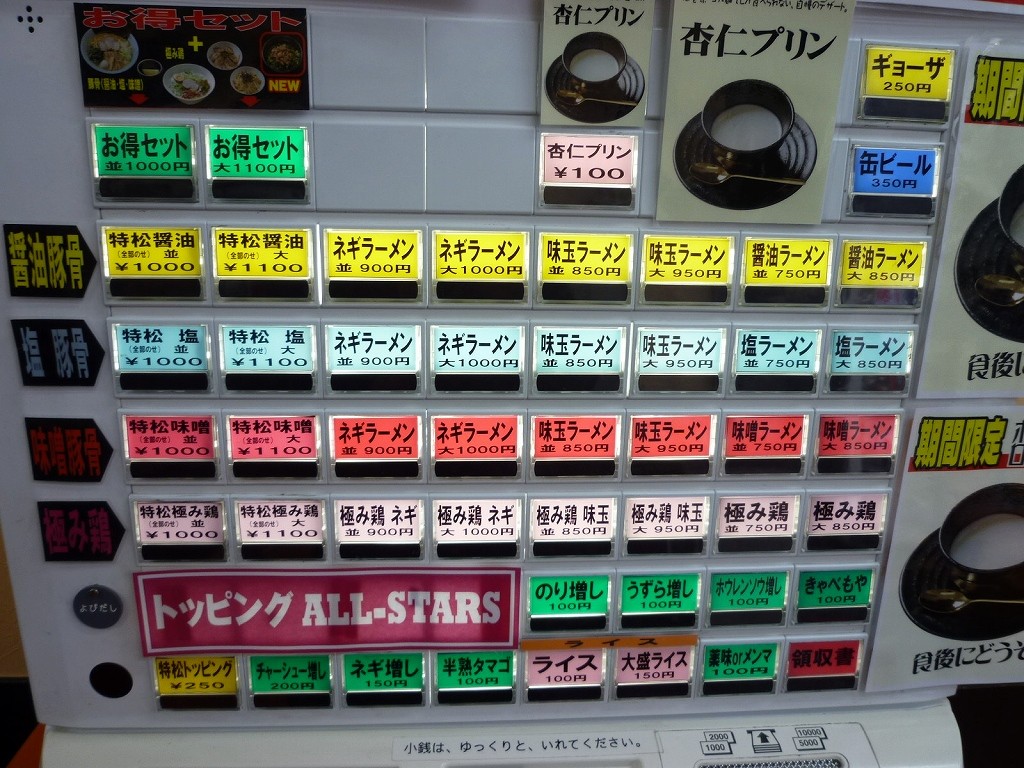 お得セット
極み鶏
豚骨(醤油・塩・味噌)
NEW
杏仁プリン
自慢のデザート。
杏仁プリン
ギョーザ
250円
お得セット
並1000円
お得セット
大1100円
杏仁プリン
¥100
缶ビール
350円
醤油豚骨
特松醤油
(全部のせ) 並
¥1000
特松醤油
(全部のせ) 大
¥1100
ネギラーメン
並 900円
ネギラーメン
大1000円
味玉ラーメン
並 850円
味玉ラーメン
大 950円
醤油ラーメン
並 750円
醤油ラーメン
大 850円
塩 豚骨
特松 塩
(全部のせ) 並
¥1000
特松 塩
(全部のせ) 大
¥1100
ネギラーメン
並 900円
ネギラーメン
大1000円
味玉ラーメン
並 850円
味玉ラーメン
大 950円
塩ラーメン
並 750円
塩ラーメン
大 850円
味噌豚骨
特松味噌
(全部のせ) 並
¥1000
特松味噌
(全部のせ) 大
¥1100
ネギラーメン
並 900円
ネギラーメン
大1000円
味玉ラーメン
並 850円
味玉ラーメン
大 950円
味噌ラーメン
並 750円
味噌ラーメン
大 850円
極み鶏
特松極み鶏
(全部のせ) 並
¥1000
特松極み鶏
(全部のせ) 大
¥1100
極み鶏 ネギ
並 900円
極み鶏 ネギ
大 1000円
極み鶏 味玉
並 850円
極み鶏 味玉
大 950円
極み鶏
並 750円
極み鶏
大 850円
よびだし
トッピング ALL-STARS
のり増し
100円
うずら増し
100円
ホウレンソウ増し
100円
きゃべもや
100円
ライス
特松トッピング
¥250
チャーシュー増し
200円
ネギ増し
150円
半熟タマゴ
100円
ライス
100円
大盛ライス
150円
薬味orメンマ
100円
領収書
期間
食後に
期間限定
食後にどうぞ
小銭は、ゆっくりと、いれてください。
2000
1000
10000
5000